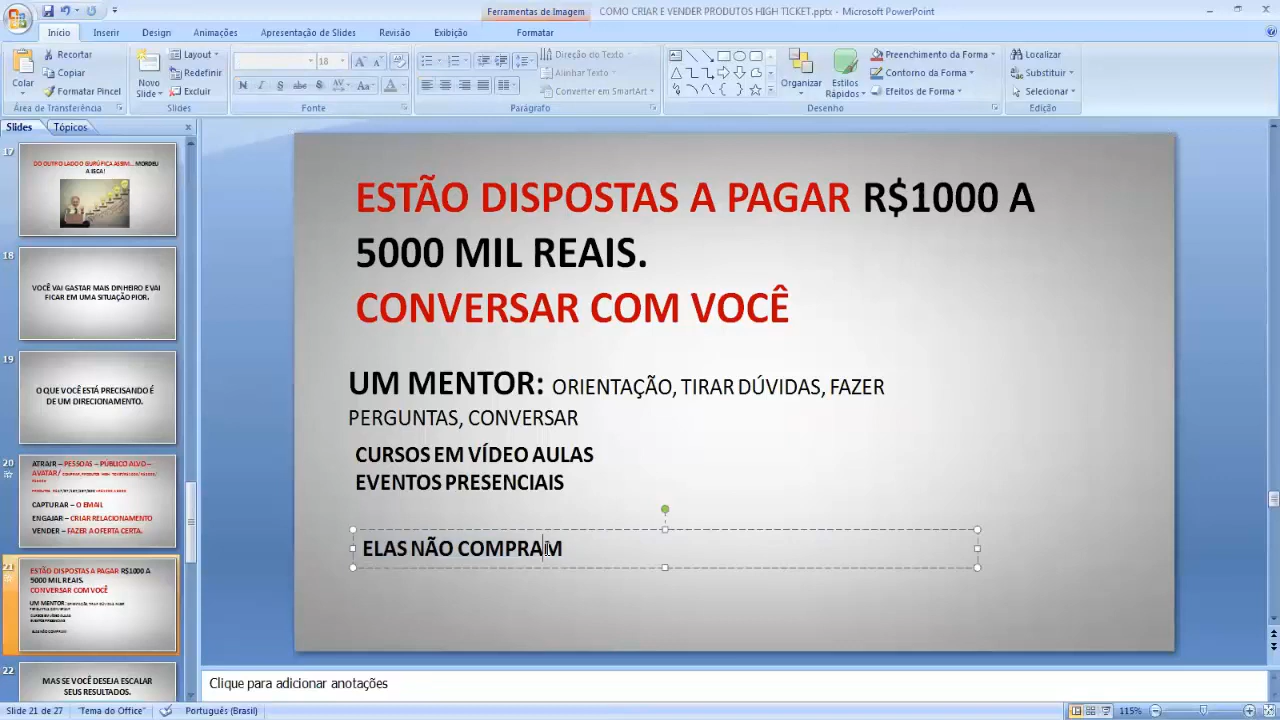 Ferramentas de Imagem
COMO CRIAR E VENDER PRODUTOS HIGH TICKET.pptx - Microsoft PowerPoint
Início Inserir Design Animações Apresentação de Slides Revisão Exibição Formatar
Colar
Recortar
Copiar
Formatar Pincel
Área de Transferência
Novo Slide
Layout
Redefinir
Excluir
Slides
18
Fonte
Direção do Texto
Alinhar Texto
Converter em SmartArt
Parágrafo
Organizar
Estilos Rápidos
Preenchimento da Forma
Contorno da Forma
Efeitos de Forma
Desenho
Localizar
Substituir
Selecionar
Edição
Slides Tópicos
17
A ISCA!
18
VOCÊ VAI GASTAR MAIS DINHEIRO E VAI
FICAR EM UMA SITUAÇÃO PIOR.
19
O QUE VOCÊ ESTÁ PRECISANDO É
DE UM DIRECIONAMENTO.
20
ATRAIR – PESSOAS – PUBLICO ALVO –
AVATAR/
CAPTURAR – O EMAIL
ENGAJAR – CRIAR RELACIONAMENTO
VENDER – FAZER A OFERTA CERTA.
21
ESTÃO DISPOSTAS A PAGAR R$1000 A
5000 MIL REAIS.
CONVERSAR COM VOCÊ
22
MAS SE VOCÊ DESEJA ESCALAR
SEUS RESULTADOS.
ESTÃO DISPOSTAS A PAGAR R$1000 A
5000 MIL REAIS.
CONVERSAR COM VOCÊ
UM MENTOR: ORIENTAÇÃO, TIRAR DÚVIDAS, FAZER
PERGUNTAS, CONVERSAR
CURSOS EM VÍDEO AULAS
EVENTOS PRESENCIAIS
ELAS NÃO COMPRAM
Clique para adicionar anotações
Slide 21 de 27 "Tema do Office" Português (Brasil) 115%